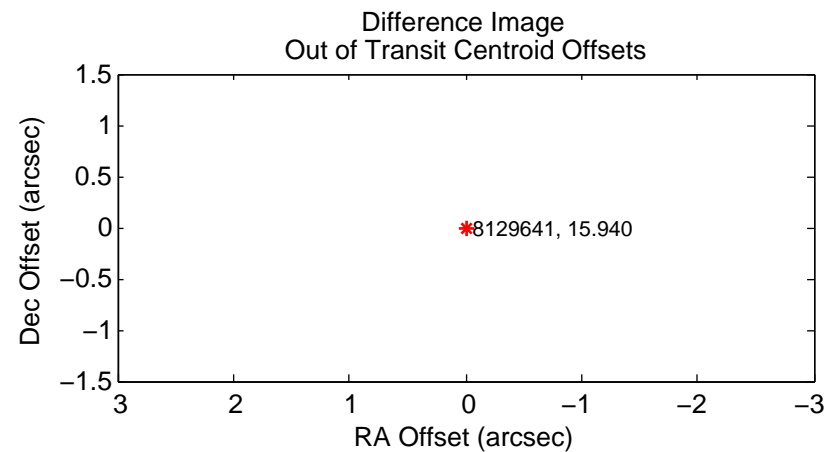 Difference Image
Out of Transit Centroid Offsets
1.5
1
0.5
0
−0.5
−1
−1.5
Dec Offset (arcsec)
8129641, 15.940
3 2 1 0 −1 −2 −3
RA Offset (arcsec)